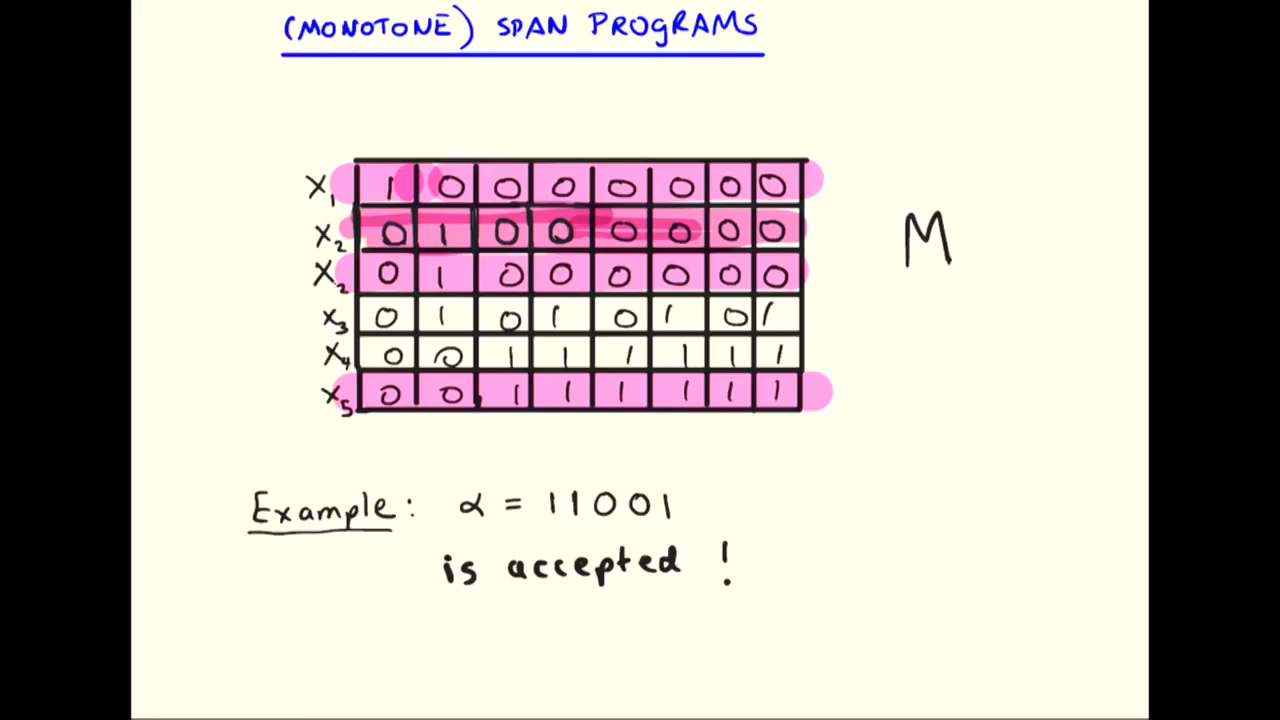 (MONOTONE) SPAN PROGRAMS
X₁ 1 0 0 0 0 0 0 0
X₂ 0 1 0 0 0 0 0 0
M
X₂ 0 1 0 0 0 0 0 0
X₃ 0 1 0 1 0 1 0 1
X₄ 0 0 1 1 1 1 1 1
X₅ 0 0 1 1 1 1 1 1
Example: α = 11001
is accepted !